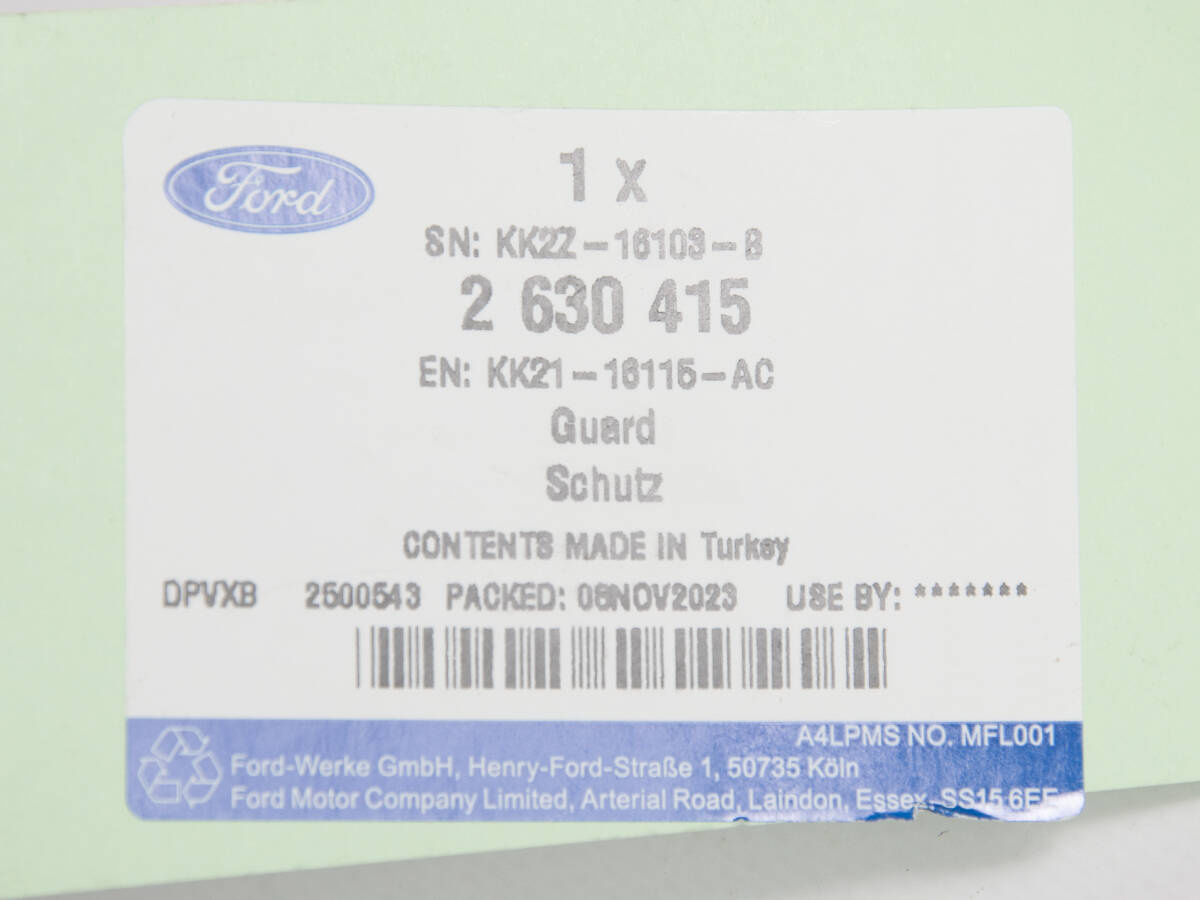 Ford
1 x
SN: KK2Z-16103-B
2 630 415
EN: KK21-16115-AC
Guard
Schutz
CONTENTS MADE IN Turkey
DPVXB 2500543 PACKED: 06NOV2023 USE BY: *******
A4LPMS NO. MFL001
Ford-Werke GmbH, Henry-Ford-Straße 1, 50735 Köln
Ford Motor Company Limited, Arterial Road, Laindon, Essex, SS15 6EE